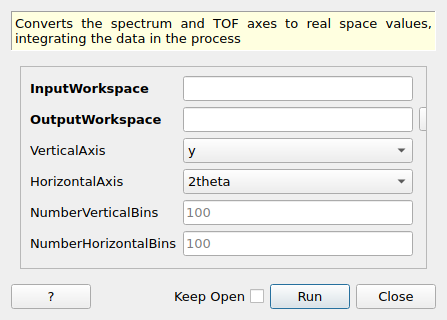 Converts the spectrum and TOF axes to real space values,
integrating the data in the process
InputWorkspace
OutputWorkspace
VerticalAxis y
HorizontalAxis 2theta
NumberVerticalBins 100
NumberHorizontalBins 100
? Keep Open Run Close